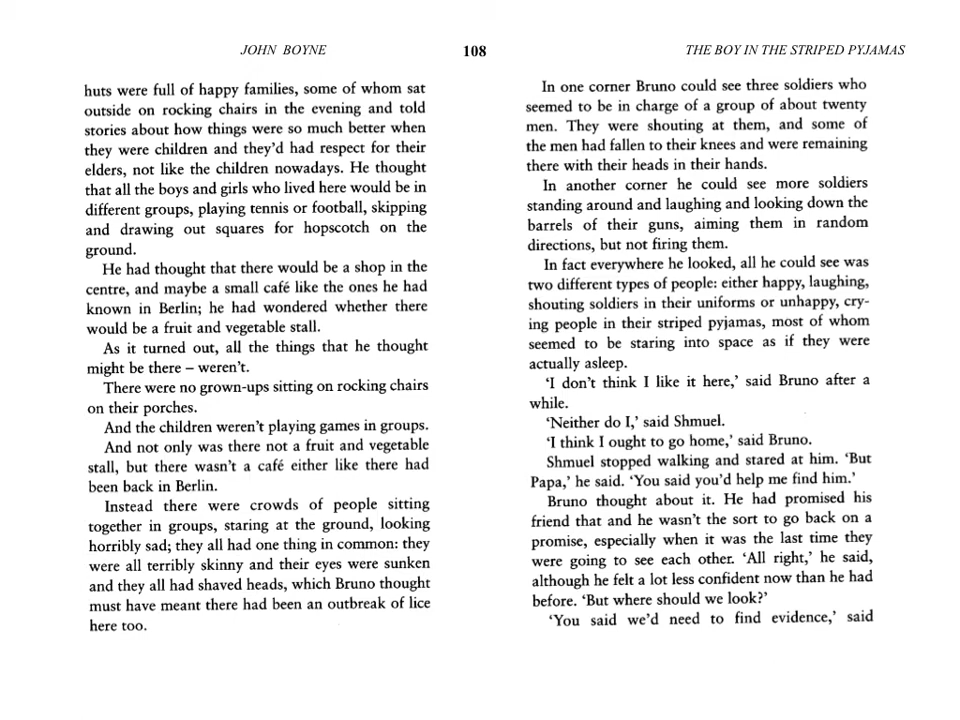 JOHN BOYNE
108
THE BOY IN THE STRIPED PYJAMAS
huts were full of happy families, some of whom sat
outside on rocking chairs in the evening and told
stories about how things were so much better when
they were children and they’d had respect for their
elders, not like the children nowadays. He thought
that all the boys and girls who lived here would be in
different groups, playing tennis or football, skipping
and drawing out squares for hopscotch on the
ground.
He had thought that there would be a shop in the
centre, and maybe a small café like the ones he had
known in Berlin; he had wondered whether there
would be a fruit and vegetable stall.
As it turned out, all the things that he thought
might be there – weren’t.
There were no grown-ups sitting on rocking chairs
on their porches.
And the children weren’t playing games in groups.
And not only was there not a fruit and vegetable
stall, but there wasn’t a café either like there had
been back in Berlin.
Instead there were crowds of people sitting
together in groups, staring at the ground, looking
horribly sad; they all had one thing in common: they
were all terribly skinny and their eyes were sunken
and they all had shaved heads, which Bruno thought
must have meant there had been an outbreak of lice
here too.
In one corner Bruno could see three soldiers who
seemed to be in charge of a group of about twenty
men. They were shouting at them, and some of
the men had fallen to their knees and were remaining
there with their heads in their hands.
In another corner he could see more soldiers
standing around and laughing and looking down the
barrels of their guns, aiming them in random
directions, but not firing them.
In fact everywhere he looked, all he could see was
two different types of people: either happy, laughing,
shouting soldiers in their uniforms or unhappy, cry-
ing people in their striped pyjamas, most of whom
seemed to be staring into space as if they were
actually asleep.
‘I don’t think I like it here,’ said Bruno after a
while.
‘Neither do I,’ said Shmuel.
‘I think I ought to go home,’ said Bruno.
Shmuel stopped walking and stared at him. ‘But
Papa,’ he said. ‘You said you’d help me find him.’
Bruno thought about it. He had promised his
friend that and he wasn’t the sort to go back on a
promise, especially when it was the last time they
were going to see each other. ‘All right,’ he said,
although he felt a lot less confident now than he had
before. ‘But where should we look?’
‘You said we’d need to find evidence,’ said